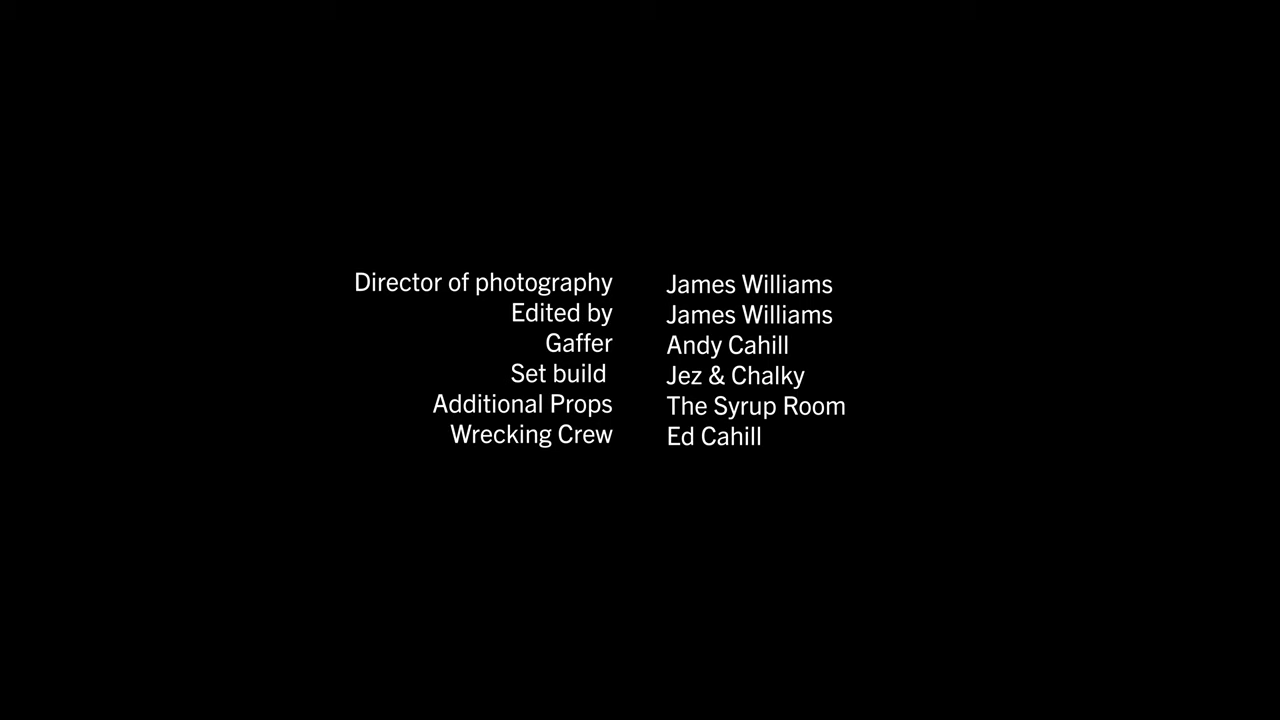 Director of photography James Williams
Edited by James Williams
Gaffer Andy Cahill
Set build Jez & Chalky
Additional Props The Syrup Room
Wrecking Crew Ed Cahill